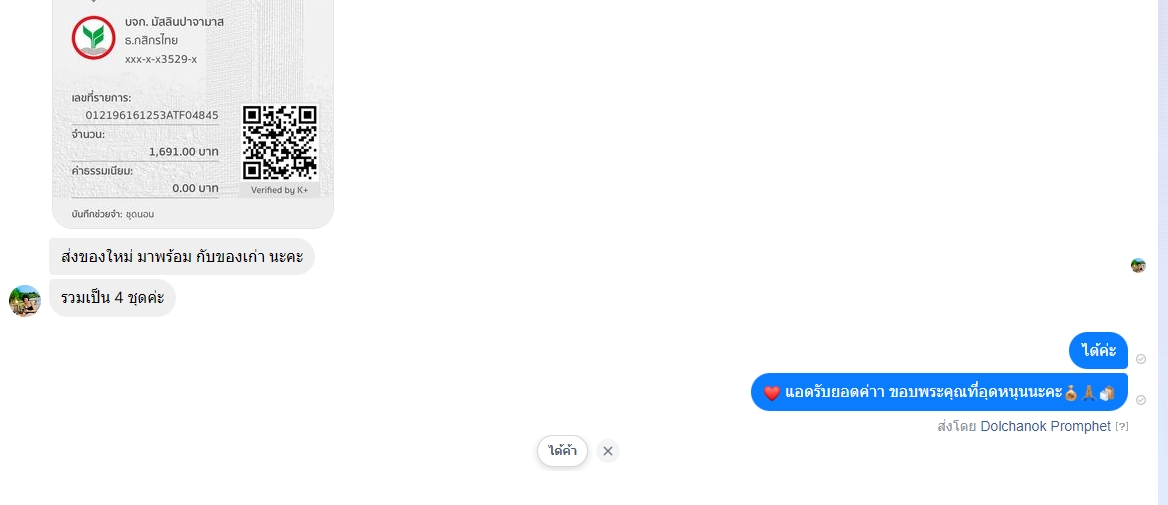 บจก. มัสลินปาจามาส
ธ.กสิกรไทย
xxx-x-x3529-x
เลขที่รายการ:
012196161253ATF04845
จำนวน:
1,691.00 บาท
ค่าธรรมเนียม:
0.00 บาท
Verified by K+
บันทึกช่วยจำ: ชุดนอน
ส่งของใหม่ มาพร้อม กับของเก่า นะคะ
รวมเป็น 4 ชุดค่ะ
ได้ค่ะ
❤️ แอดรับยอดค่าา ขอบพระคุณที่อุดหนุนนะคะ💰🙏🛍️
ส่งโดย Dolchanok Promphet [?]
ได้ค้า